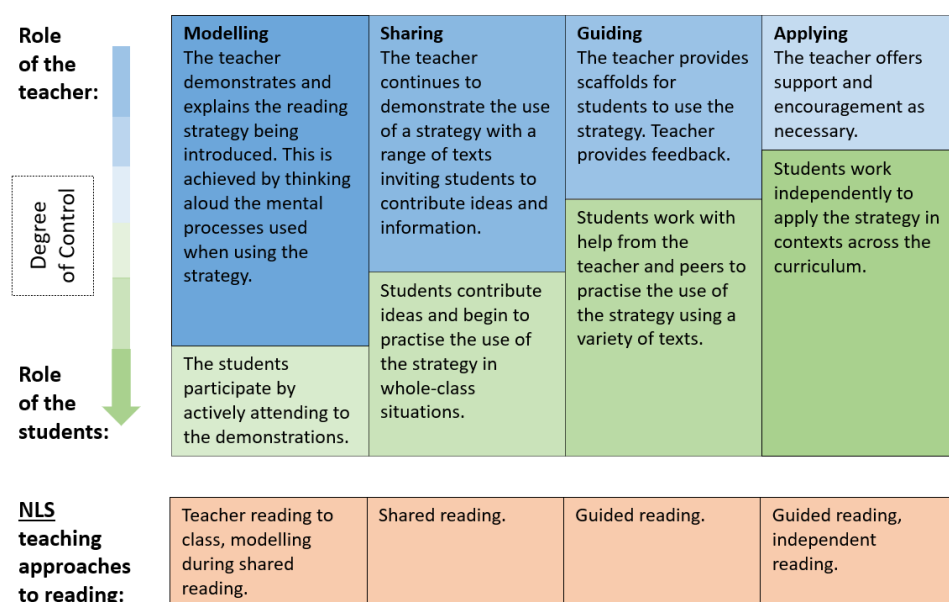 Role
of the
teacher:
Degree
of Control
Role
of the
students:
Modelling
The teacher
demonstrates and
explains the reading
strategy being
introduced. This is
achieved by thinking
aloud the mental
processes used
when using the
strategy.
The students
participate by
actively attending to
the demonstrations.
Sharing
The teacher
continues to
demonstrate the use
of a strategy with a
range of texts
inviting students to
contribute ideas and
information.
Students contribute
ideas and begin to
practise the use of
the strategy in
whole-class
situations.
Guiding
The teacher provides
scaffolds for
students to use the
strategy. Teacher
provides feedback.
Students work with
help from the
teacher and peers to
practise the use of
the strategy using a
variety of texts.
Applying
The teacher offers
support and
encouragement as
necessary.
Students work
independently to
apply the strategy in
contexts across the
curriculum.
NLS
teaching
approaches
to reading:
Teacher reading to
class, modelling
during shared
reading.
Shared reading.
Guided reading.
Guided reading,
independent
reading.